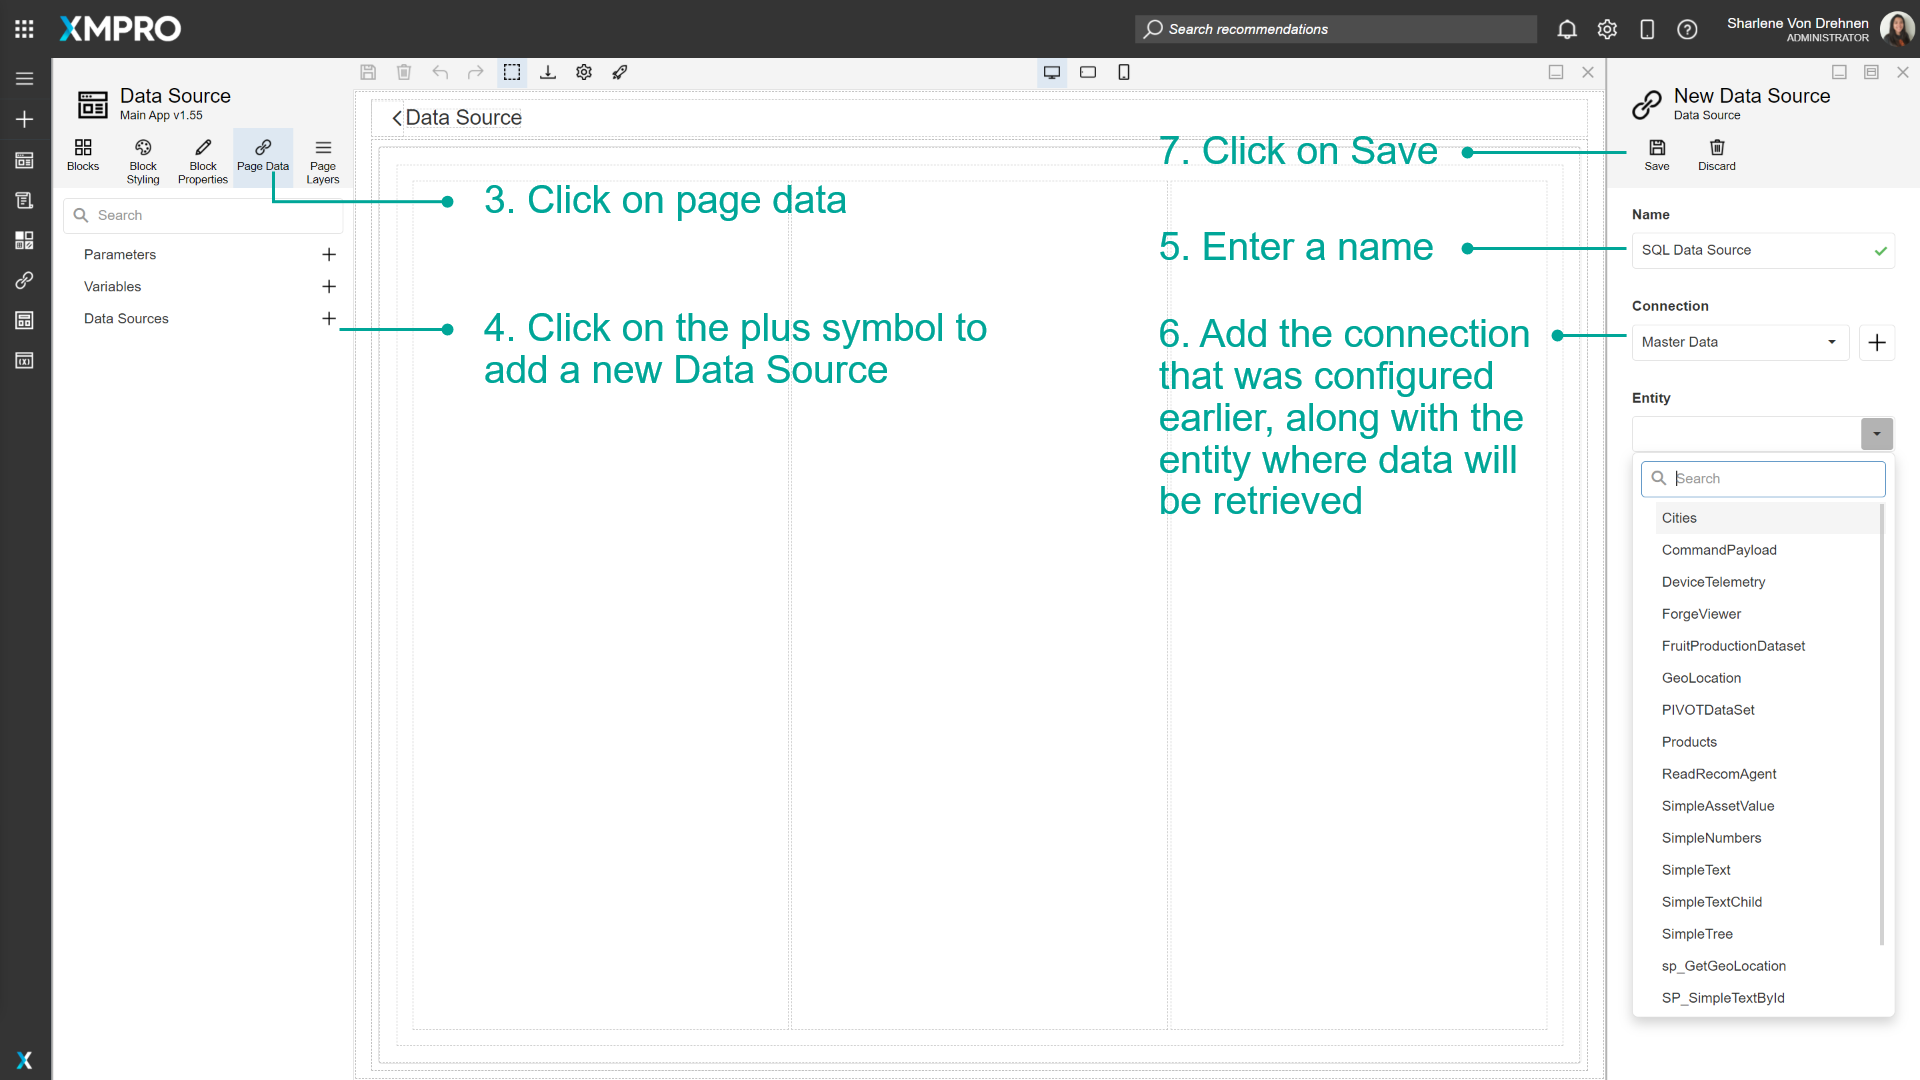 XMPRO
Search recommendations
Sharlene Von Drehnen
ADMINISTRATOR
Data Source
Main App v1.55
Blocks
Block Styling
Block Properties
Page Data
Page Layers
Search
Parameters
Variables
Data Sources
Data Source
3. Click on page data
4. Click on the plus symbol to
add a new Data Source
7. Click on Save
5. Enter a name
6. Add the connection
that was configured
earlier, along with the
entity where data will
be retrieved
New Data Source
Data Source
Save
Discard
Name
SQL Data Source
Connection
Master Data
Entity
Search
Cities
CommandPayload
DeviceTelemetry
ForgeViewer
FruitProductionDataset
GeoLocation
PIVOTDataSet
Products
ReadRecomAgent
SimpleAssetValue
SimpleNumbers
SimpleText
SimpleTextChild
SimpleTree
sp_GetGeoLocation
SP_SimpleTextById